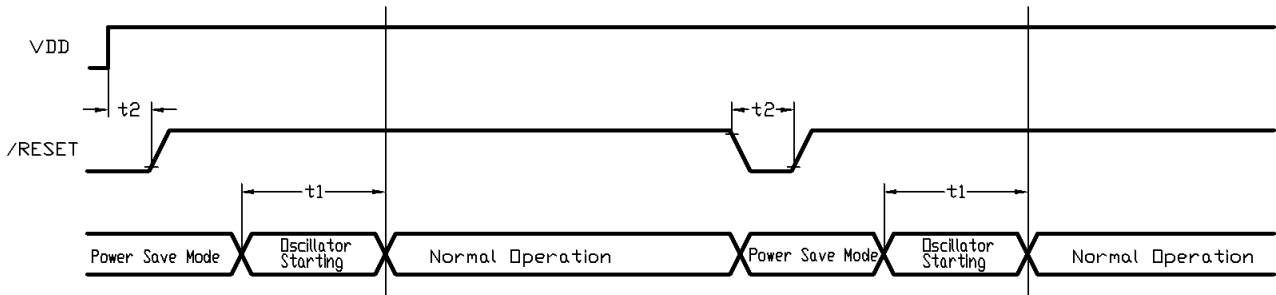 VDD
t2
t2
/RESET
t1
t1
Power Save Mode
Oscillator
Starting
Normal Operation
Power Save Mode
Oscillator
Starting
Normal Operation